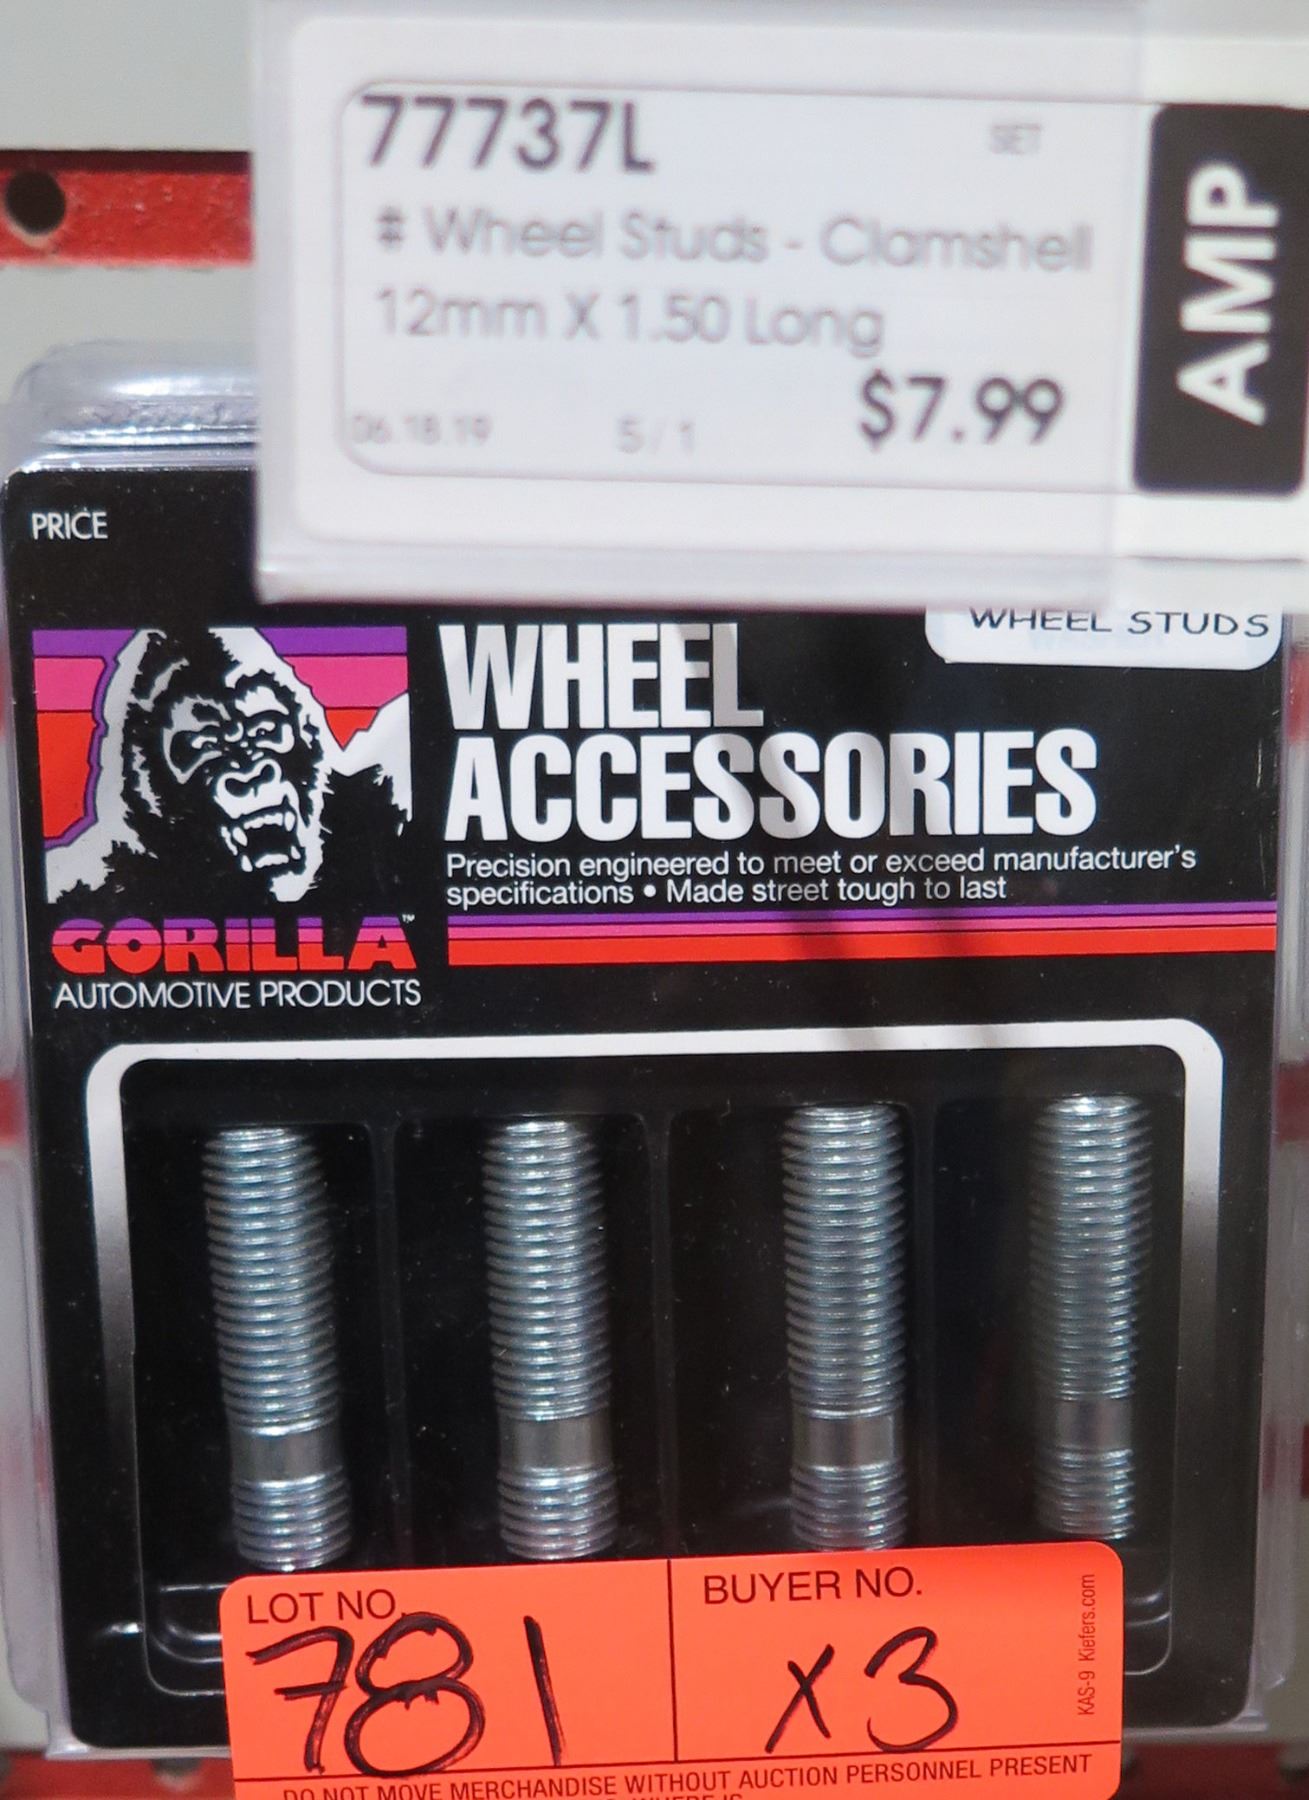 77737L SET
# Wheel Studs - Clamshell
12mm X 1.50 Long
$7.99
06.18.19 5/1
AMP
PRICE
WHEEL STUDS
WHEEL
ACCESSORIES
Precision engineered to meet or exceed manufacturer's
specifications • Made street tough to last
GORILLA™
AUTOMOTIVE PRODUCTS
LOT NO.
781
BUYER NO.
x3
KAS-9 Kiefers.com
DO NOT MOVE MERCHANDISE WITHOUT AUCTION PERSONNEL PRESENT